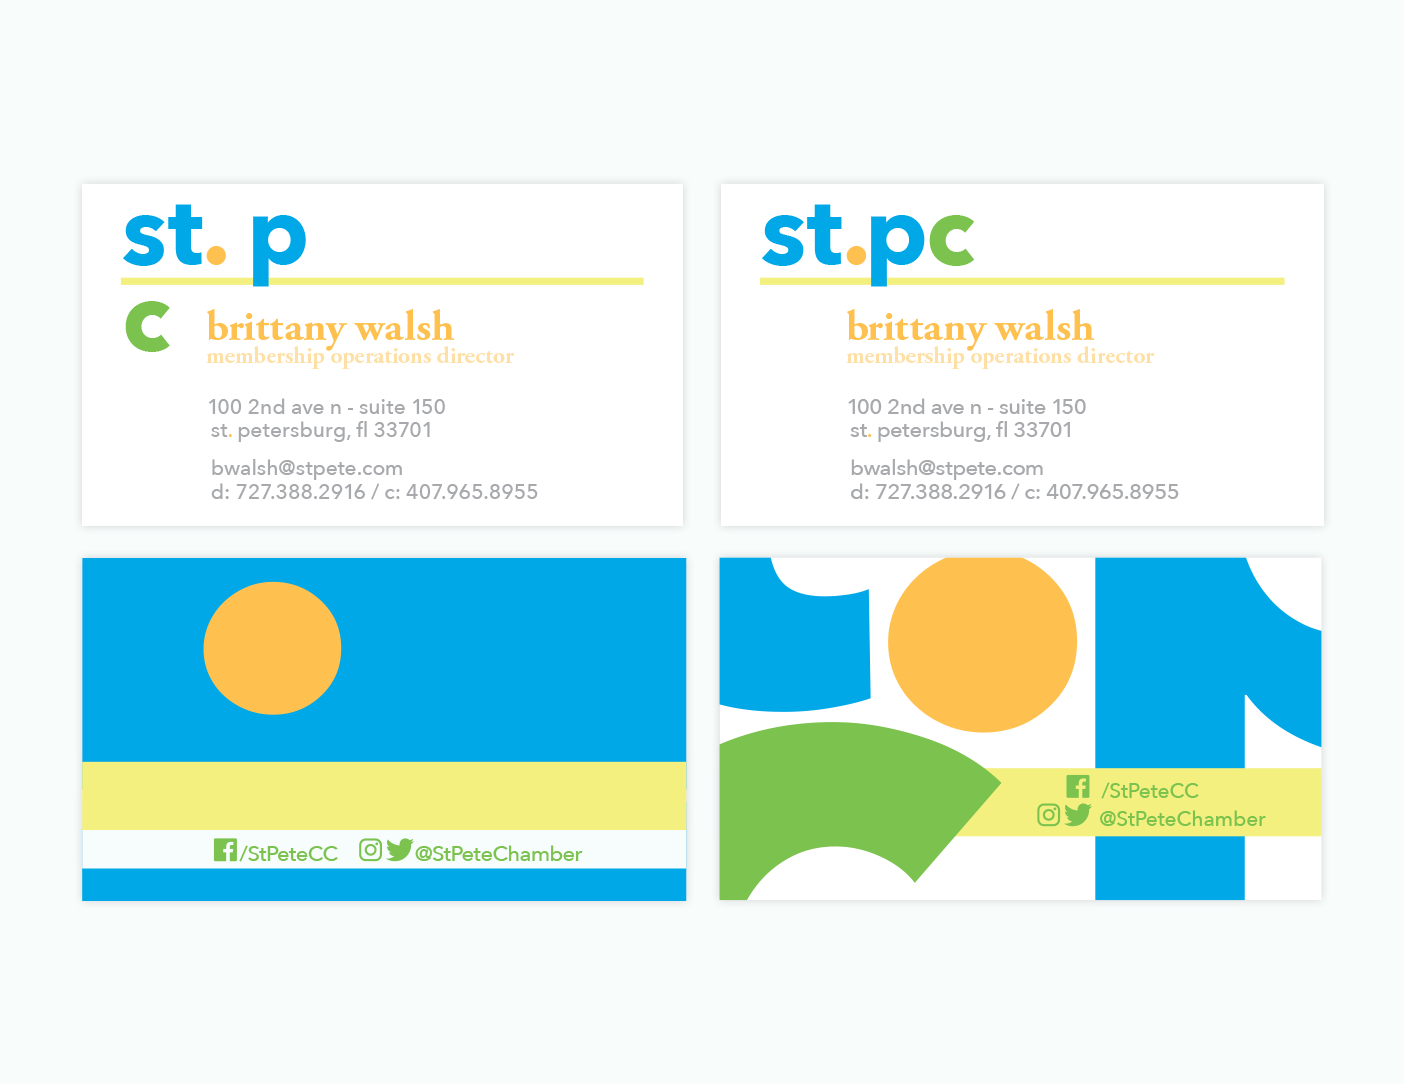 st. p
c
brittany walsh
membership operations director
100 2nd ave n - suite 150
st. petersburg, fl 33701
bwalsh@stpete.com
d: 727.388.2916 / c: 407.965.8955
st.pc
brittany walsh
membership operations director
100 2nd ave n - suite 150
st. petersburg, fl 33701
bwalsh@stpete.com
d: 727.388.2916 / c: 407.965.8955
/StPeteCC @StPeteChamber
/StPeteCC
@StPeteChamber